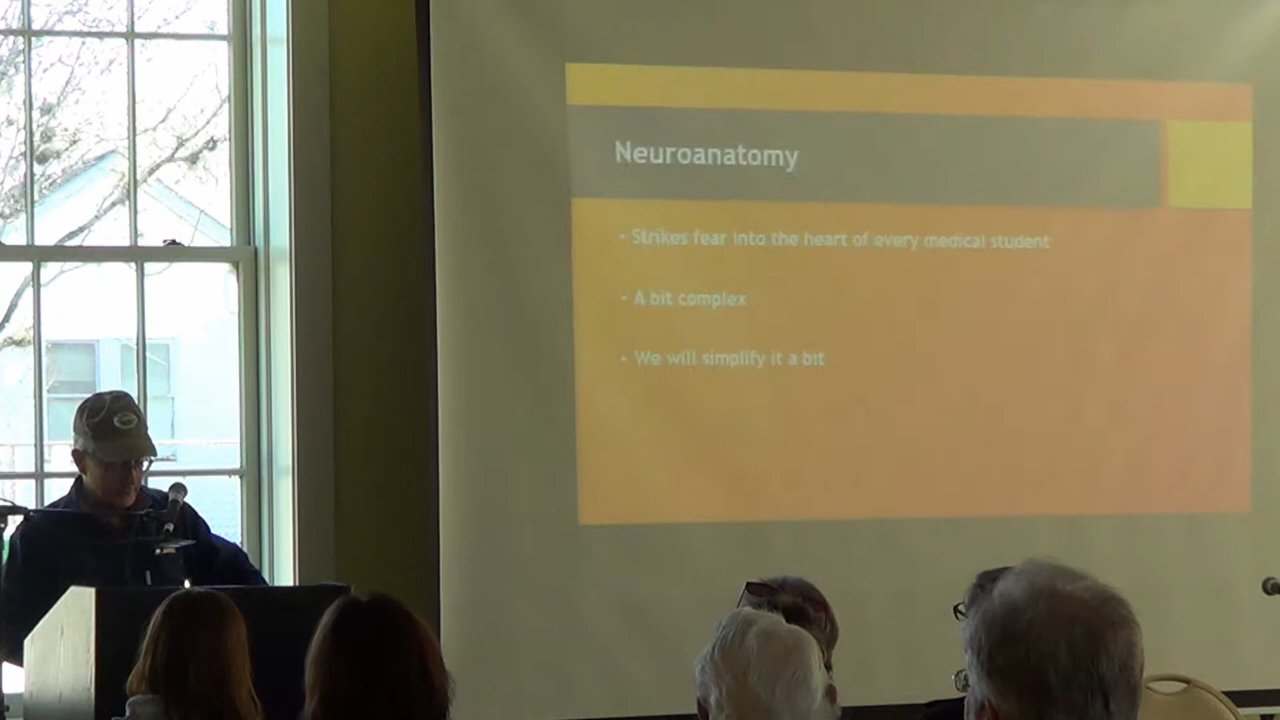 Neuroanatomy
• Strikes fear into the heart of every medical student
• A bit complex
• We will simplify it a bit